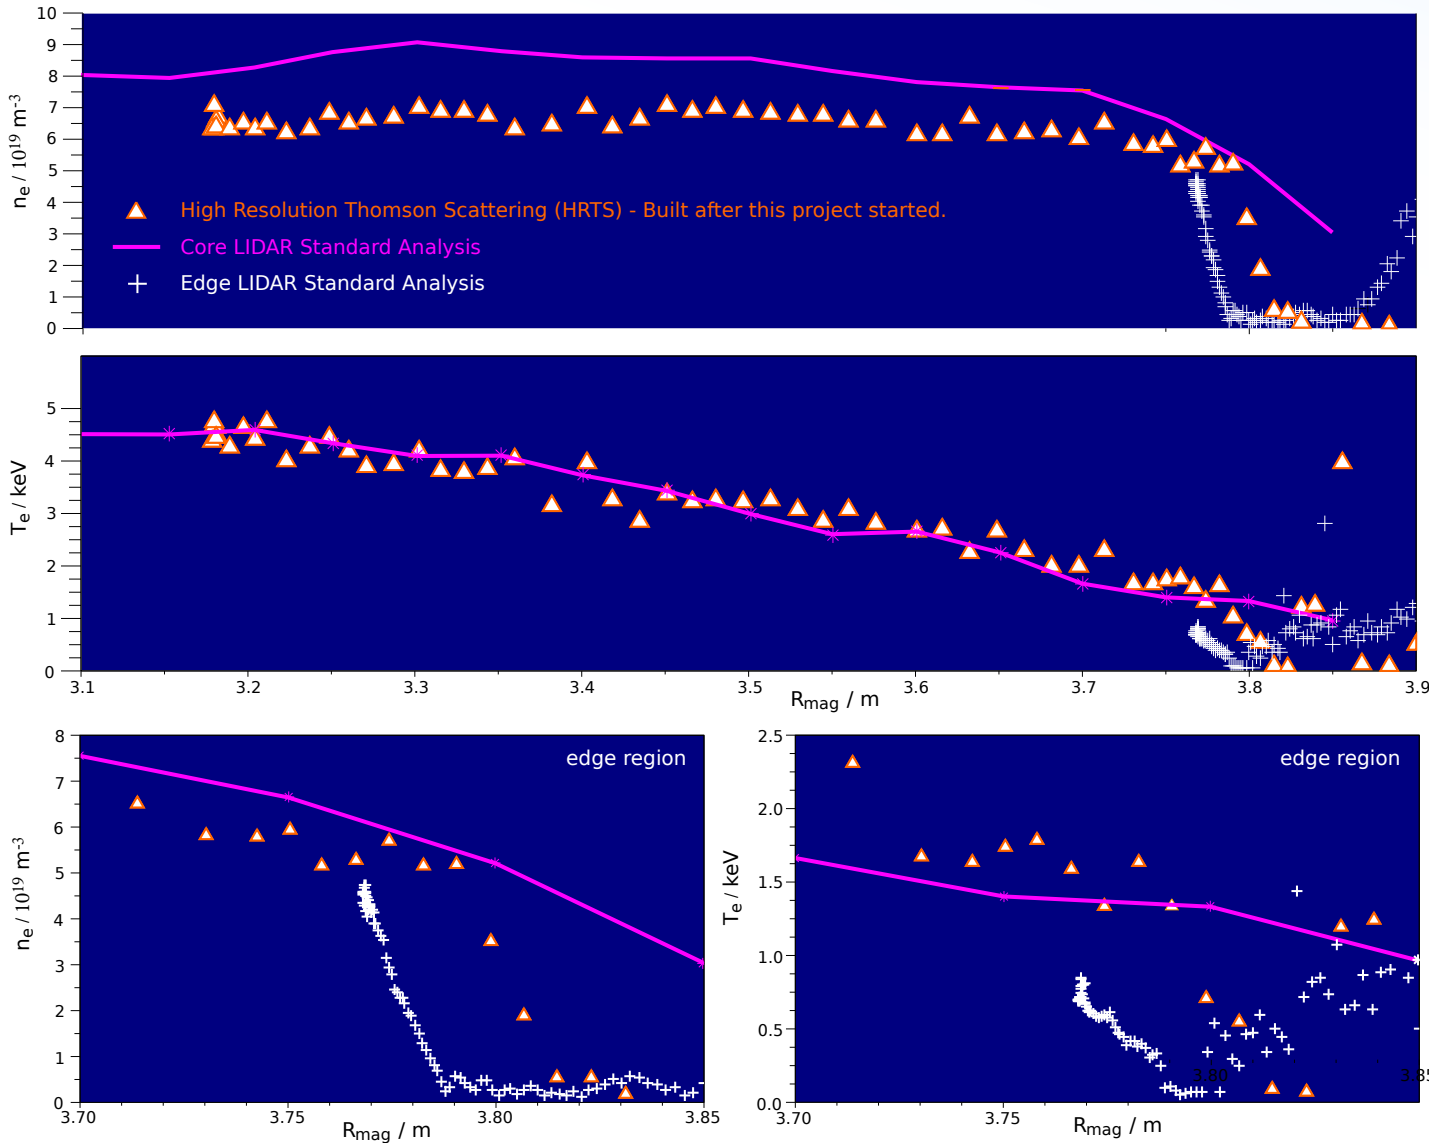 10
9
8
7
6
5
4
3
2
1
0
n_e / 10^19 m^-3
High Resolution Thomson Scattering (HRTS) - Built after this project started.
Core LIDAR Standard Analysis
Edge LIDAR Standard Analysis
5
4
3
2
1
0
T_e / keV
3.1 3.2 3.3 3.4 3.5 3.6 3.7 3.8 3.9
R_mag / m
8
7
6
5
4
3
2
1
0
n_e / 10^19 m^-3
edge region
3.70 3.75 3.80 3.85
R_mag / m
2.5
2.0
1.5
1.0
0.5
0.0
T_e / keV
edge region
3.80 3.85
3.70 3.75
R_mag / m